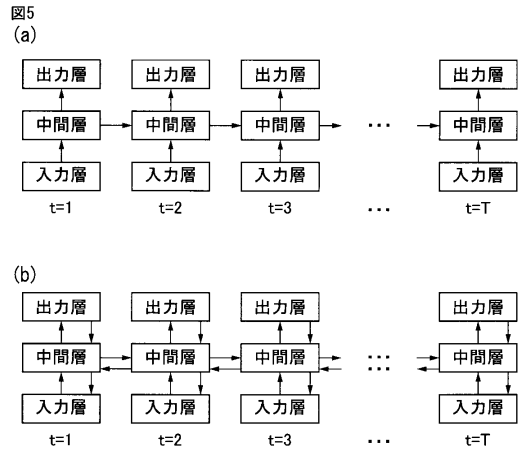 図5
(a)
出力層 出力層 出力層 出力層
中間層 中間層 中間層 ・・・ 中間層
入力層 入力層 入力層 入力層
t=1 t=2 t=3 ・・・ t=T
(b)
出力層 出力層 出力層 出力層
中間層 中間層 中間層 ・・・ 中間層
入力層 入力層 入力層 入力層
t=1 t=2 t=3 ・・・ t=T